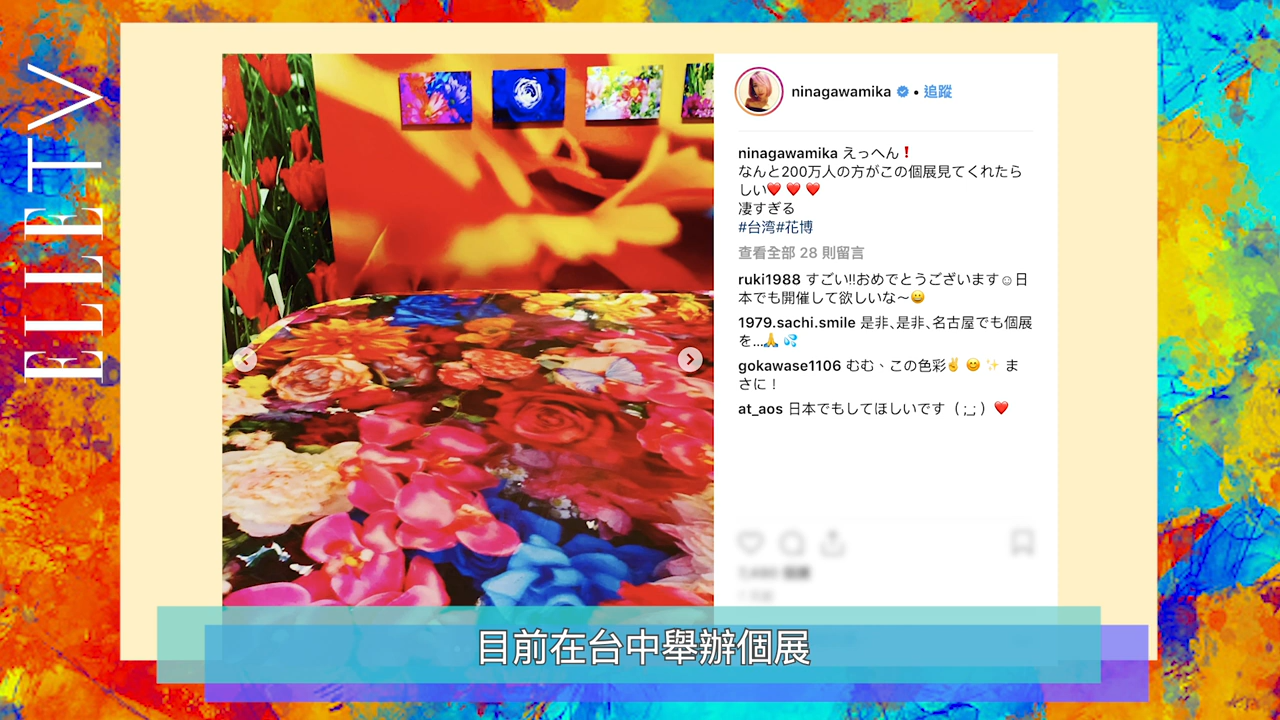 ELLE TV
ninagawamika • 追蹤
ninagawamika えっへん❗
なんと200万人の方がこの個展見てくれたら
しい❤️ ❤️ ❤️
凄すぎる
#台湾#花博
查看全部 28 則留言
ruki1988 すごい!!おめでとうございます☺日
本でも開催して欲しいな〜😀
1979.sachi.smile 是非、是非、名古屋でも個展
を...🙏 💦
gokawase1106 むむ、この色彩✌️ 😊 ✨ ま
さに！
at_aos 日本でもしてほしいです（ ;_; ）❤️
目前在台中舉辦個展